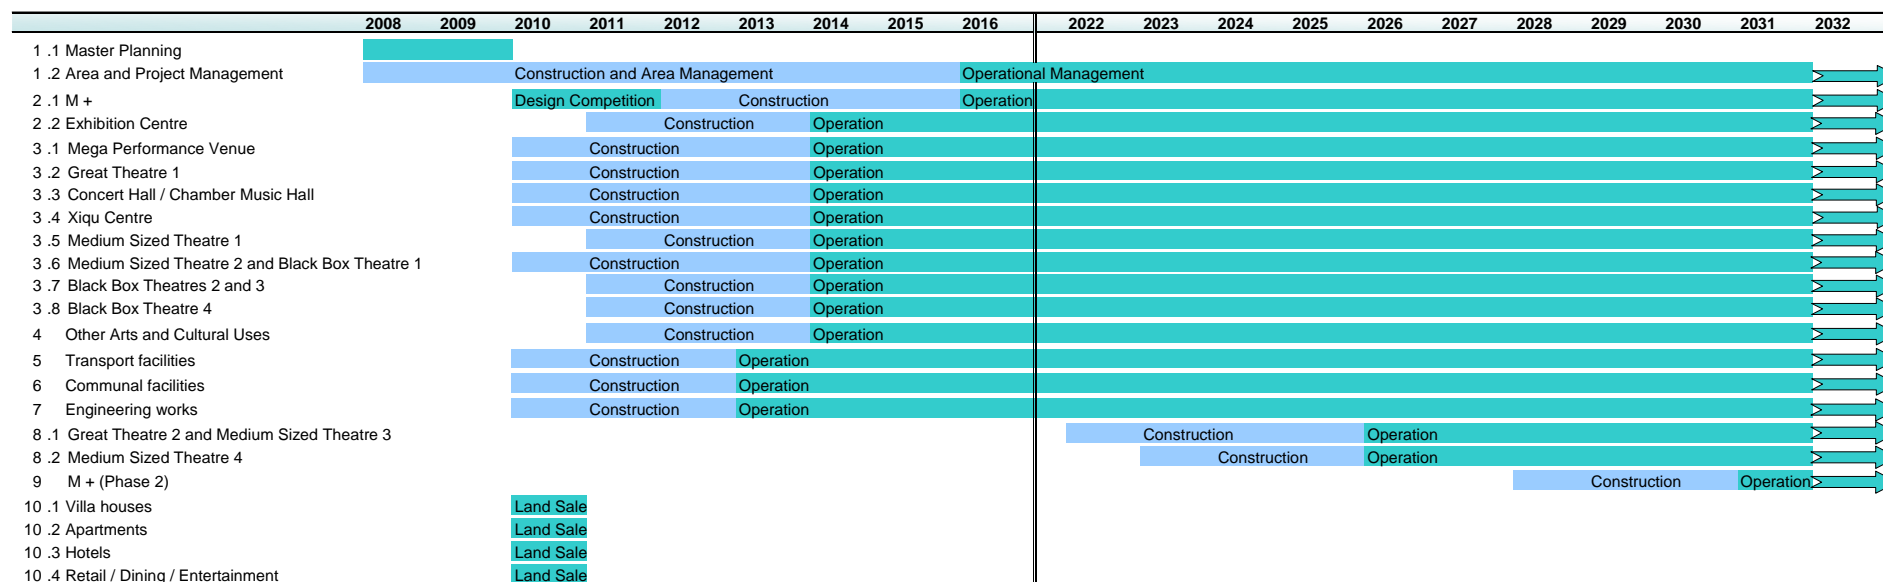 2008 2009 2010 2011 2012 2013 2014 2015 2016 2022 2023 2024 2025 2026 2027 2028 2029 2030 2031 2032
1 .1 Master Planning
1 .2 Area and Project Management Construction and Area Management Operational Management
2 .1 M + Design Competition Construction Operation
2 .2 Exhibition Centre Construction Operation
3 .1 Mega Performance Venue Construction Operation
3 .2 Great Theatre 1 Construction Operation
3 .3 Concert Hall / Chamber Music Hall Construction Operation
3 .4 Xiqu Centre Construction Operation
3 .5 Medium Sized Theatre 1 Construction Operation
3 .6 Medium Sized Theatre 2 and Black Box Theatre 1 Construction Operation
3 .7 Black Box Theatres 2 and 3 Construction Operation
3 .8 Black Box Theatre 4 Construction Operation
4 Other Arts and Cultural Uses Construction Operation
5 Transport facilities Construction Operation
6 Communal facilities Construction Operation
7 Engineering works Construction Operation
8 .1 Great Theatre 2 and Medium Sized Theatre 3 Construction Operation
8 .2 Medium Sized Theatre 4 Construction Operation
9 M + (Phase 2) Construction Operation
10 .1 Villa houses Land Sale
10 .2 Apartments Land Sale
10 .3 Hotels Land Sale
10 .4 Retail / Dining / Entertainment Land Sale